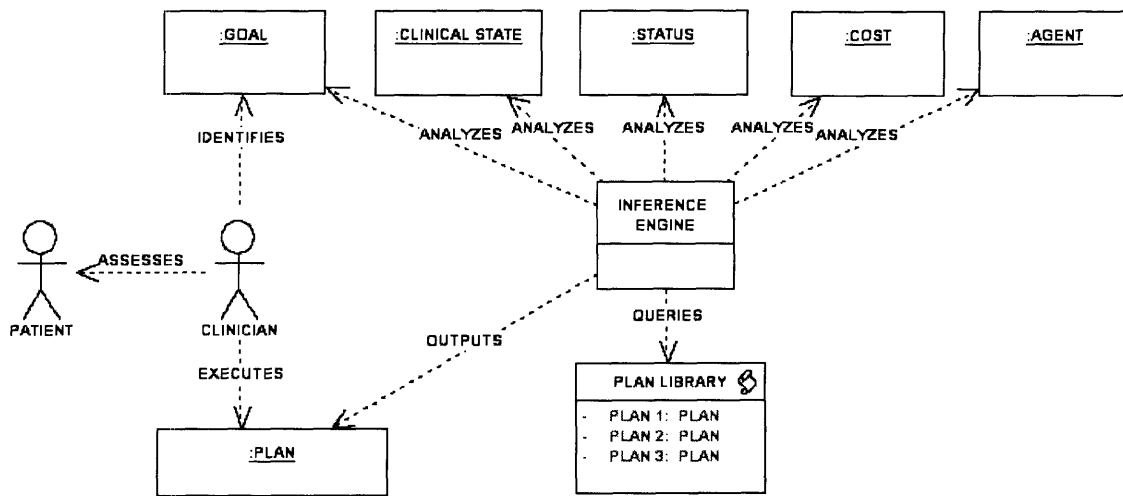 :GOAL
:CLINICAL STATE
:STATUS
:COST
:AGENT
IDENTIFIES
ANALYZES
ANALYZES
ANALYZES
ANALYZES
ANALYZES
INFERENCE
ENGINE
ASSESSES
PATIENT
CLINICIAN
EXECUTES
OUTPUTS
QUERIES
PLAN LIBRARY
- PLAN 1: PLAN
- PLAN 2: PLAN
- PLAN 3: PLAN
:PLAN